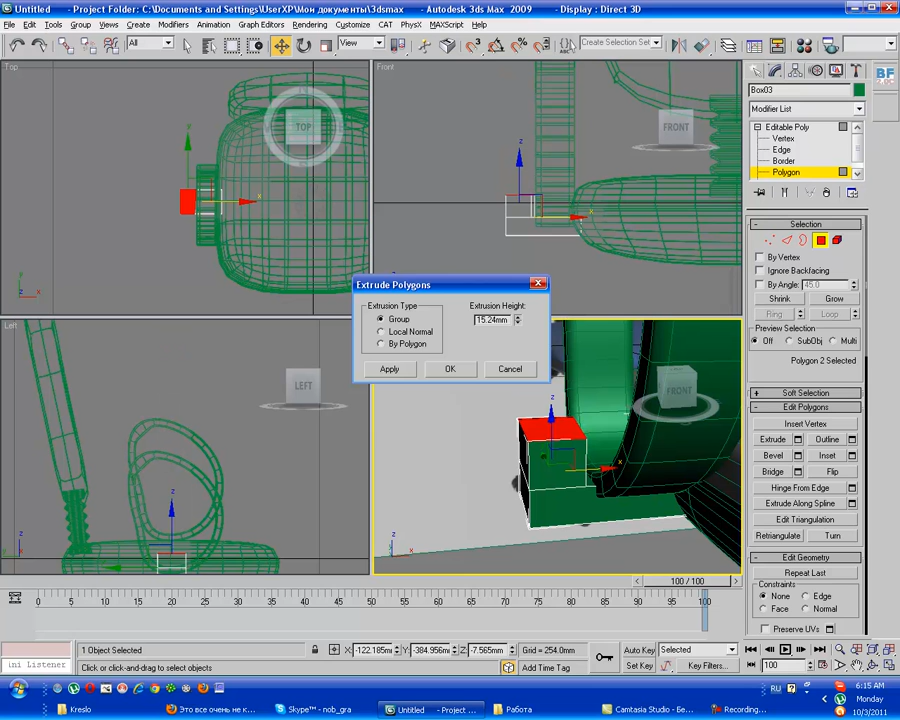 Untitled - Project Folder: C:\Documents and Settings\UserXP\Мои документы\3dsmax - Autodesk 3ds Max 2009 - Display : Direct 3D
File Edit Tools Group Views Create Modifiers Animation Graph Editors Rendering Customize CAT PhysX MAXScript Help
All View Create Selection Set
Top
TOP
Front
FRONT
Left
LEFT
FRONT
x
y
z
Extrude Polygons
Extrusion Type
Group
Local Normal
By Polygon
Extrusion Height:
15.24mm
Apply OK Cancel
BF
Box03
Modifier List
Editable Poly
Vertex
Edge
Border
Polygon
Selection
By Vertex
Ignore Backfacing
By Angle: 45.0
Shrink Grow
Ring Loop
Preview Selection
Off SubObj Multi
Polygon 2 Selected
Soft Selection
Edit Polygons
Insert Vertex
Extrude Outline
Bevel Inset
Bridge Flip
Hinge From Edge
Extrude Along Spline
Edit Triangulation
Retriangulate Turn
Edit Geometry
Repeat Last
Constraints
None Edge
Face Normal
Preserve UVs
100 / 100
0 5 10 15 20 25 30 35 40 45 50 55 60 65 70 75 80 85 90 95 100
1 Object Selected X: -122.185m Y: -384.956m Z: -7.565mm Grid = 254.0mm Auto Key Selected
ini Listener Click or click-and-drag to select objects Add Time Tag Set Key Key Filters... 100
RU 6:15 AM
Monday
10/3/2011
Kreslo Это все очень не к... Skype™ - nob_gra Untitled - Project ... Работа Camtasia Studio - Бе... Recording...